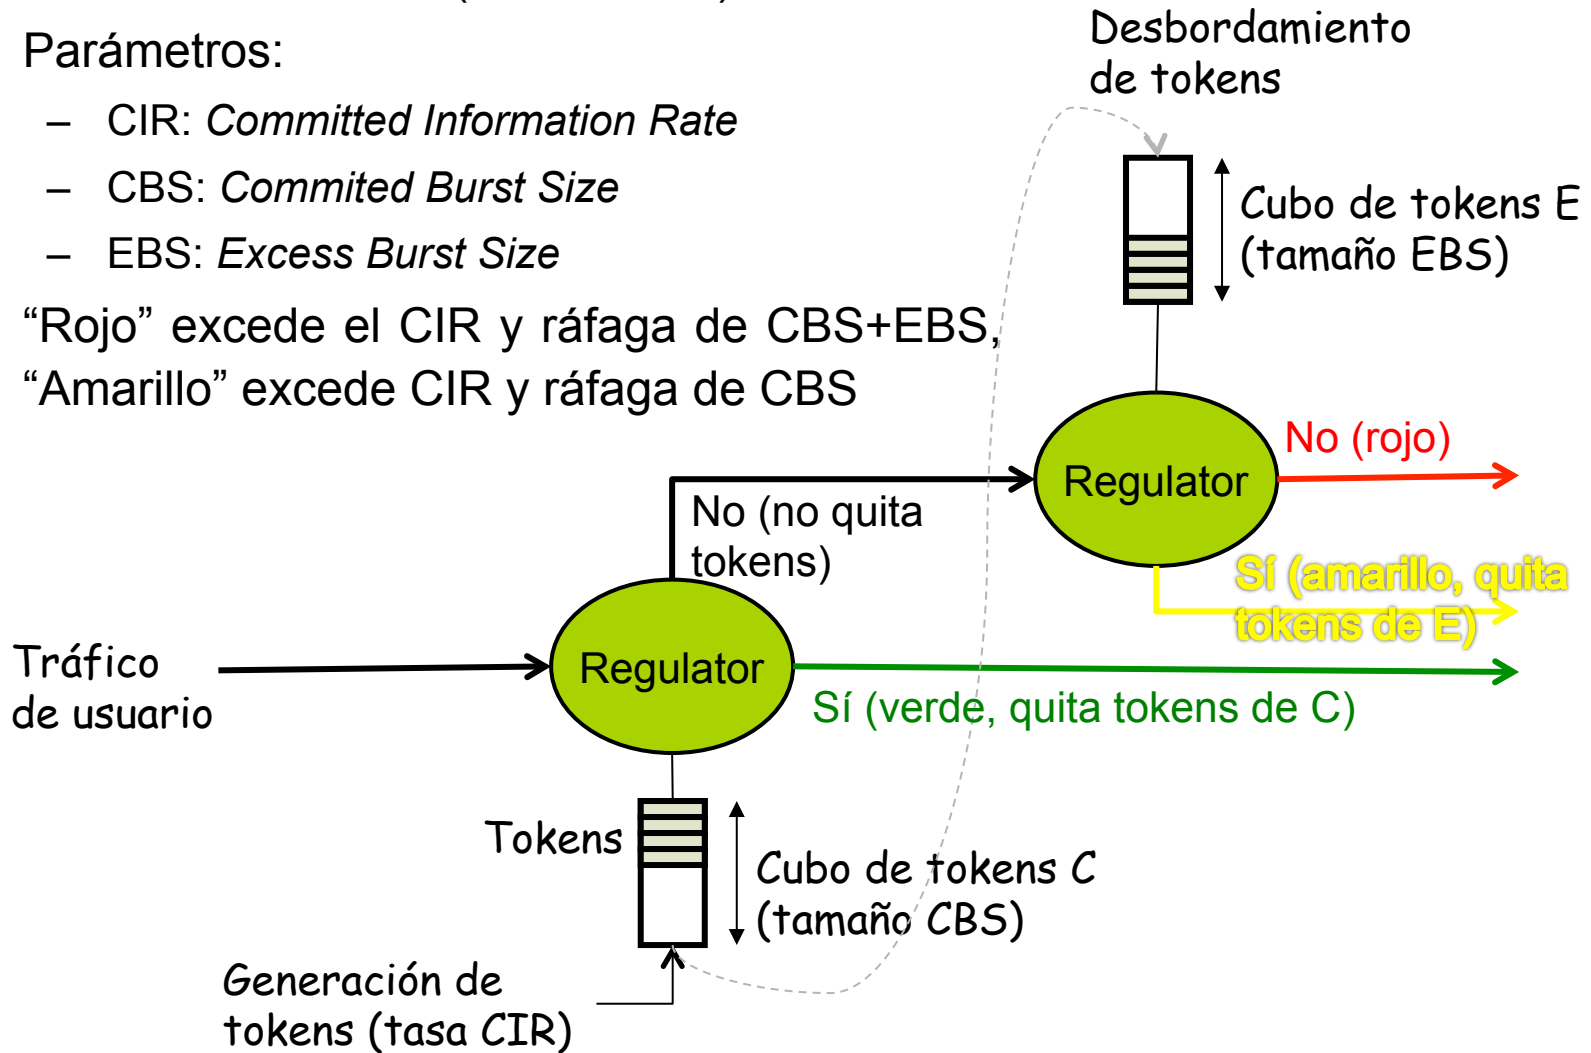 Parámetros:
– CIR: Committed Information Rate
– CBS: Commited Burst Size
– EBS: Excess Burst Size
“Rojo” excede el CIR y ráfaga de CBS+EBS,
“Amarillo” excede CIR y ráfaga de CBS
Desbordamiento
de tokens
Cubo de tokens E
(tamaño EBS)
Regulator
No (rojo)
Sí (amarillo, quita
tokens de E)
No (no quita
tokens)
Tráfico
de usuario
Regulator
Sí (verde, quita tokens de C)
Tokens
Cubo de tokens C
(tamaño CBS)
Generación de
tokens (tasa CIR)